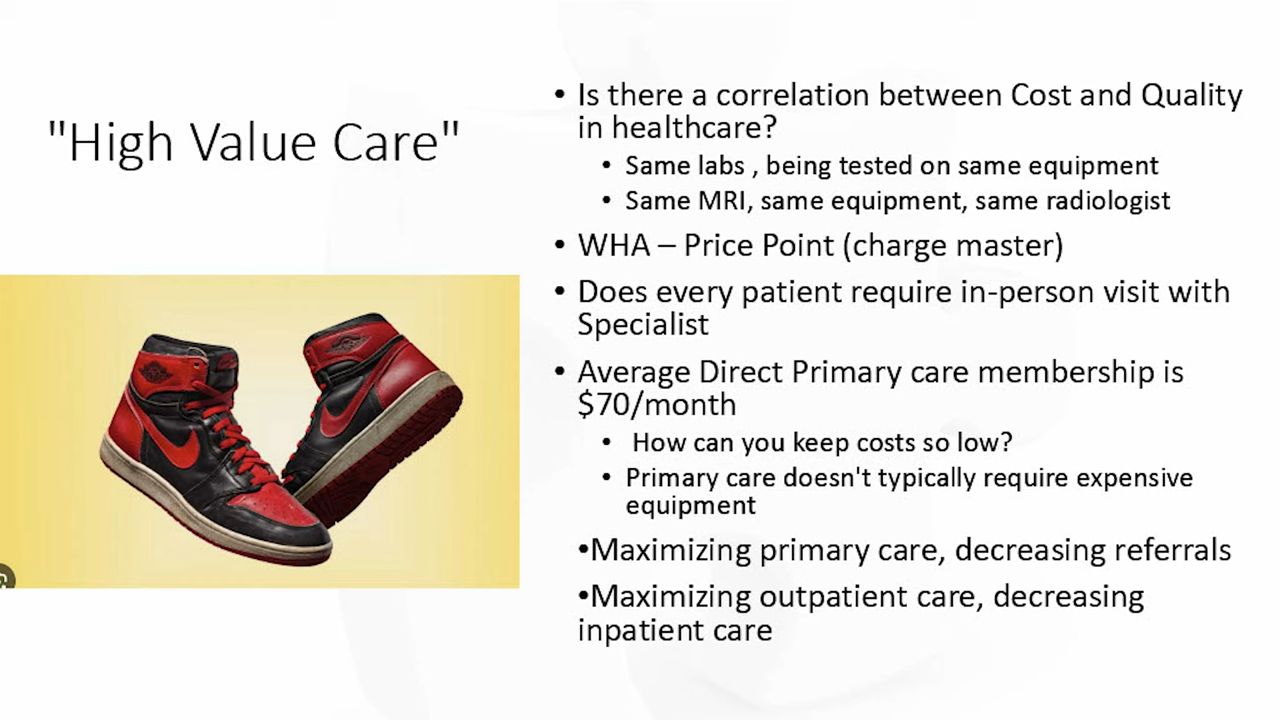 "High Value Care"
• Is there a correlation between Cost and Quality
in healthcare?
• Same labs , being tested on same equipment
• Same MRI, same equipment, same radiologist
• WHA – Price Point (charge master)
• Does every patient require in-person visit with
Specialist
• Average Direct Primary care membership is
$70/month
• How can you keep costs so low?
• Primary care doesn't typically require expensive
equipment
•Maximizing primary care, decreasing referrals
•Maximizing outpatient care, decreasing
inpatient care